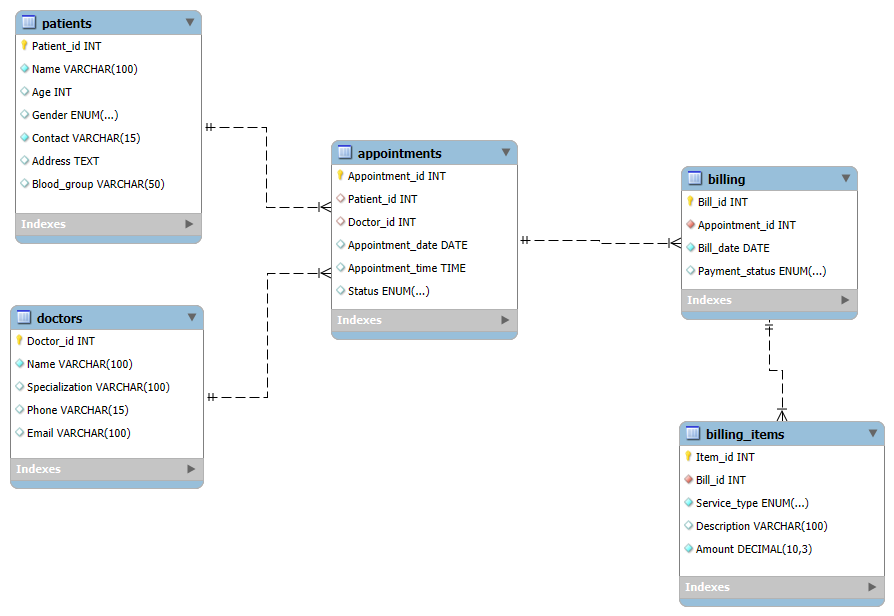 patients
Patient_id INT
Name VARCHAR(100)
Age INT
Gender ENUM(...)
Contact VARCHAR(15)
Address TEXT
Blood_group VARCHAR(50)
Indexes
doctors
Doctor_id INT
Name VARCHAR(100)
Specialization VARCHAR(100)
Phone VARCHAR(15)
Email VARCHAR(100)
Indexes
appointments
Appointment_id INT
Patient_id INT
Doctor_id INT
Appointment_date DATE
Appointment_time TIME
Status ENUM(...)
Indexes
billing
Bill_id INT
Appointment_id INT
Bill_date DATE
Payment_status ENUM(...)
Indexes
billing_items
Item_id INT
Bill_id INT
Service_type ENUM(...)
Description VARCHAR(100)
Amount DECIMAL(10,3)
Indexes